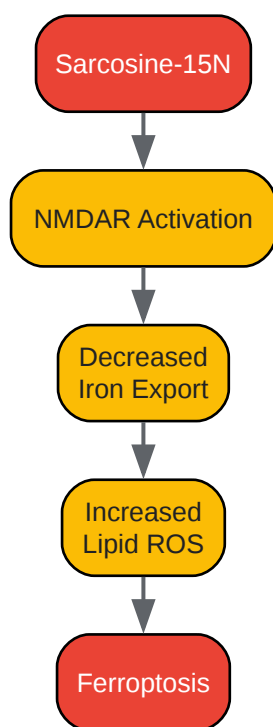 Sarcosine-15N
NMDAR Activation
Decreased
Iron Export
Increased
Lipid ROS
Ferroptosis